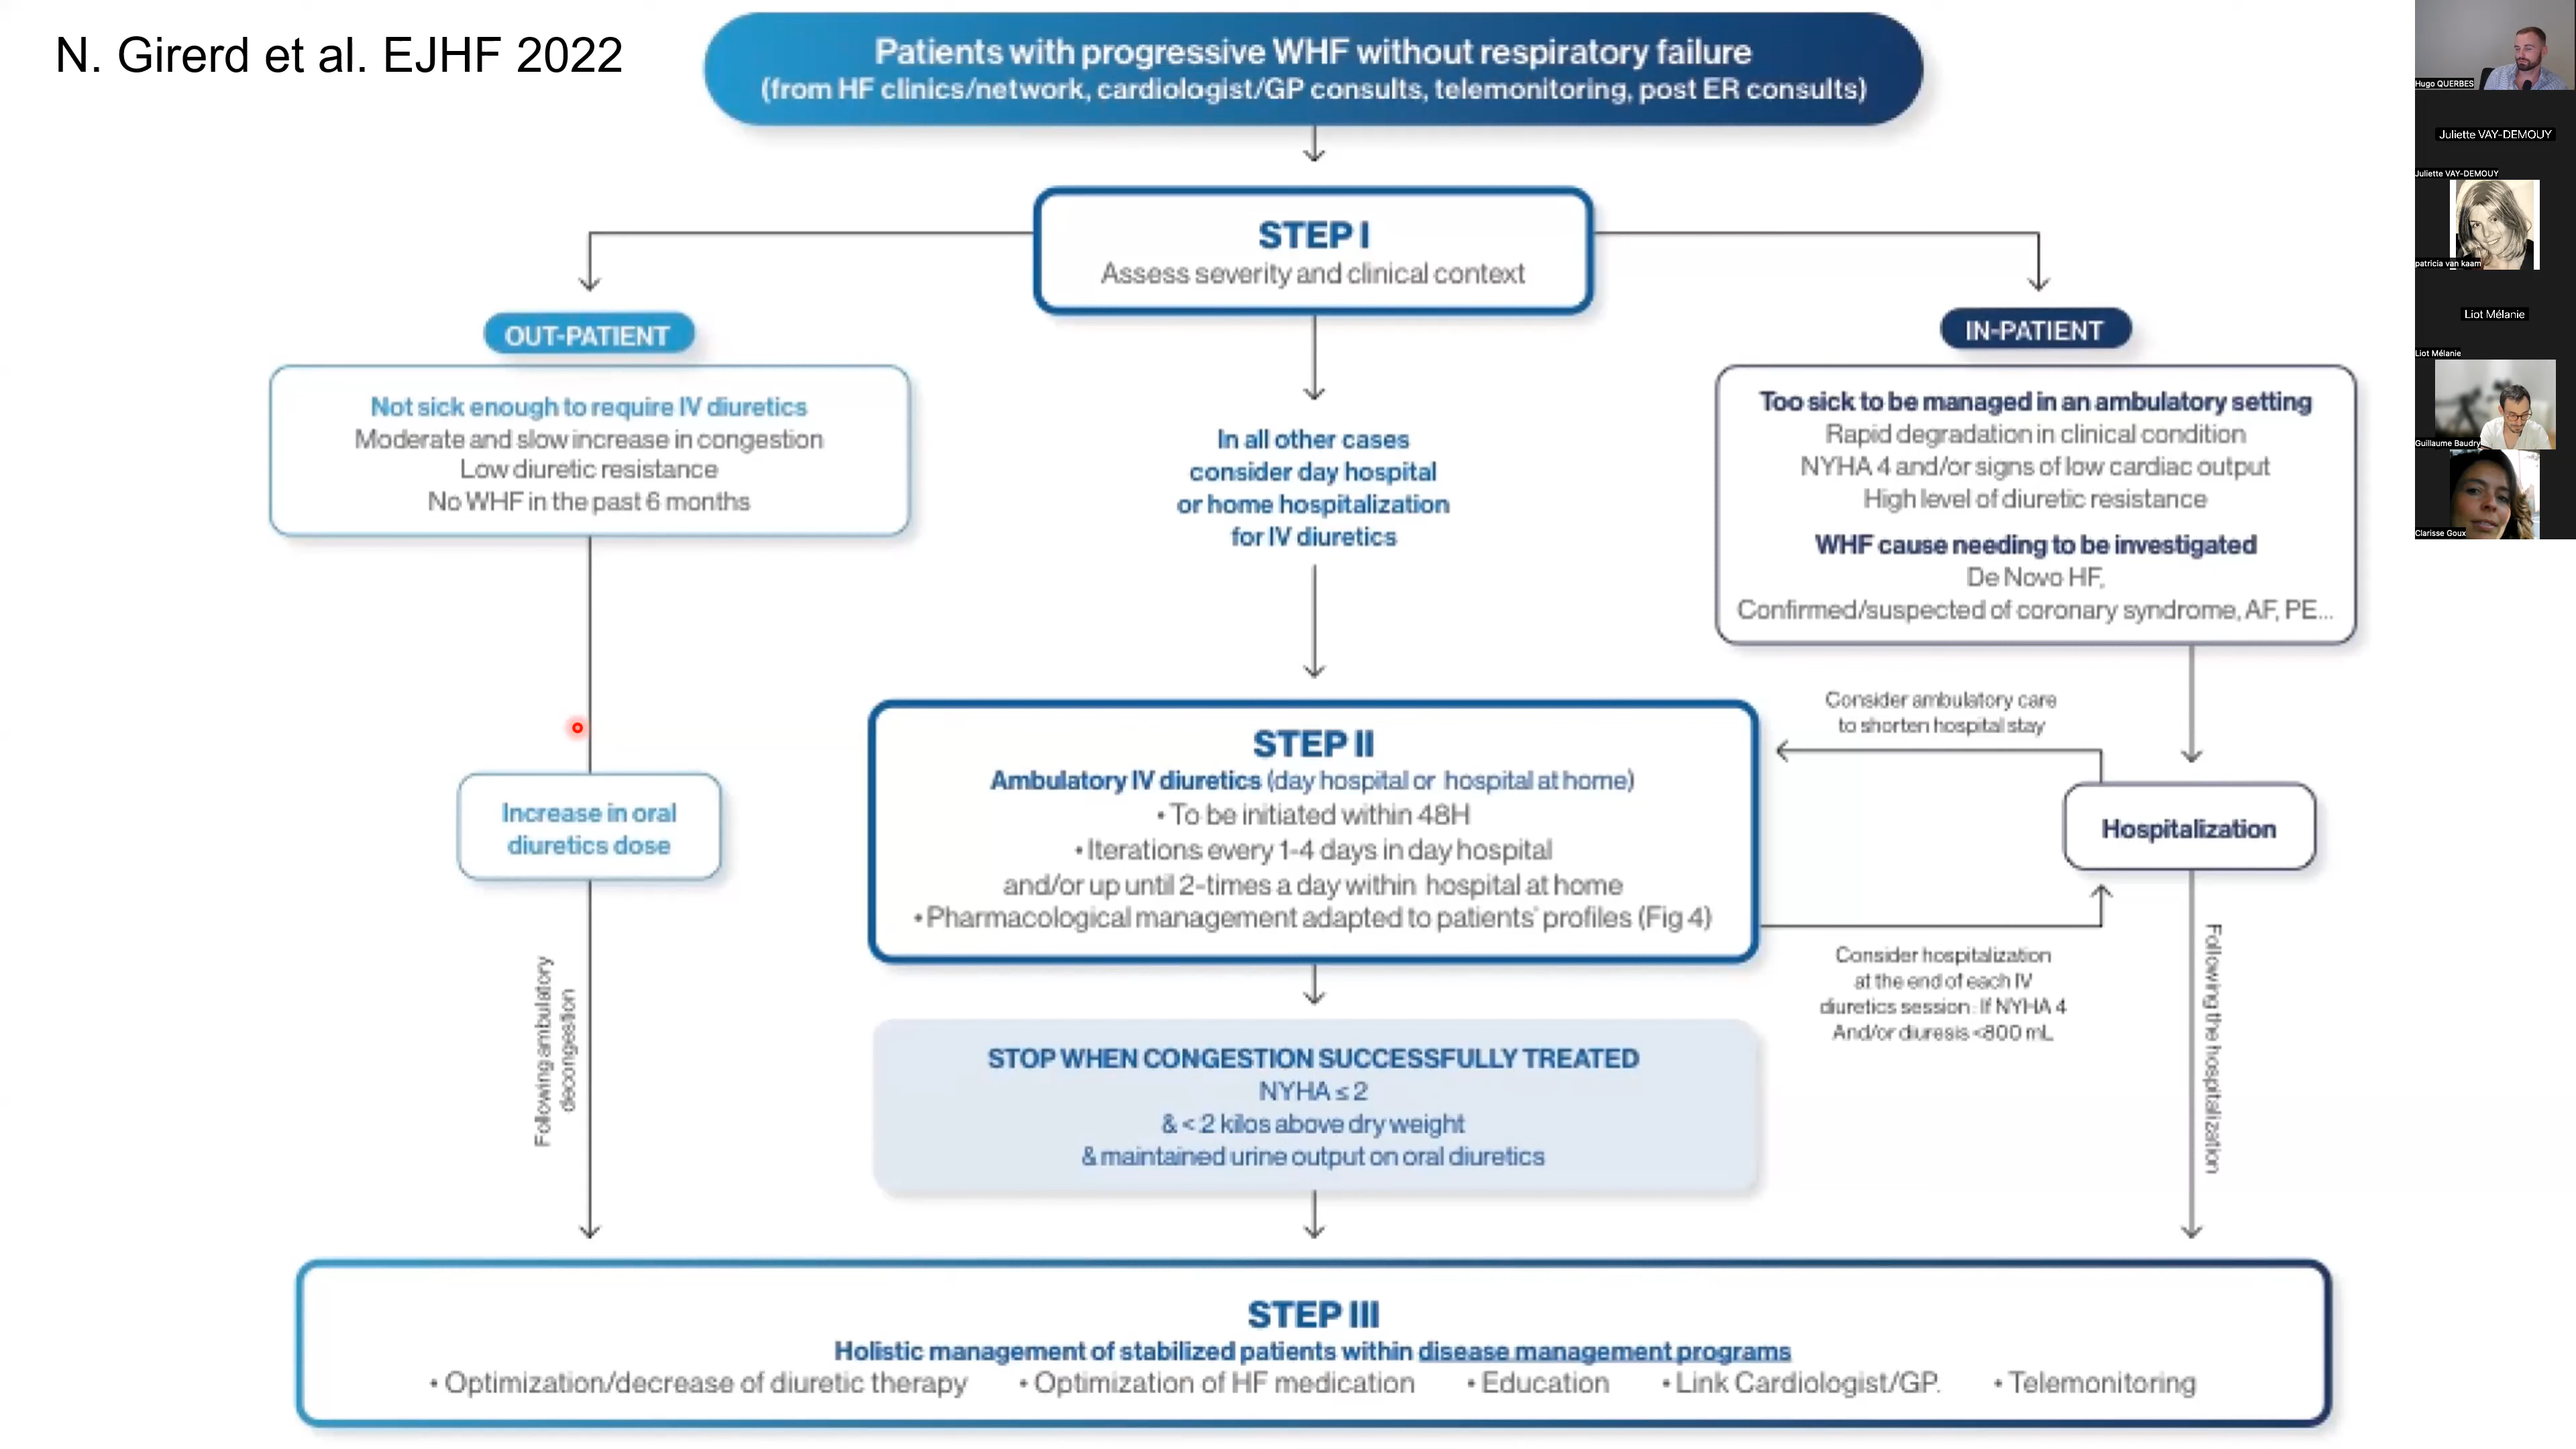 N. Girerd et al. EJHF 2022
Patients with progressive WHF without respiratory failure
(from HF clinics/network, cardiologist/GP consults, telemonitoring, post ER consults)
STEP I
Assess severity and clinical context
OUT-PATIENT
Not sick enough to require IV diuretics
Moderate and slow increase in congestion
Low diuretic resistance
No WHF in the past 6 months
In all other cases
consider day hospital
or home hospitalization
for IV diuretics
IN-PATIENT
Too sick to be managed in an ambulatory setting
Rapid degradation in clinical condition
NYHA 4 and/or signs of low cardiac output
High level of diuretic resistance
WHF cause needing to be investigated
De Novo HF,
Confirmed/suspected of coronary syndrome, AF, PE...
Increase in oral
diuretics dose
STEP II
Ambulatory IV diuretics (day hospital or hospital at home)
• To be initiated within 48H
• Iterations every 1-4 days in day hospital
and/or up until 2-times a day within hospital at home
• Pharmacological management adapted to patients' profiles (Fig 4)
Consider ambulatory care
to shorten hospital stay
Hospitalization
Consider hospitalization
at the end of each IV
diuretics session: If NYHA 4
And/or diuresis <800 mL
Following ambulatory
decongestion
STOP WHEN CONGESTION SUCCESSFULLY TREATED
NYHA ≤ 2
& < 2 kilos above dry weight
& maintained urine output on oral diuretics
Following the hospitalization
STEP III
Holistic management of stabilized patients within disease management programs
• Optimization/decrease of diuretic therapy • Optimization of HF medication • Education • Link Cardiologist/GP. • Telemonitoring
Hugo QUERBES
Juliette VAY-DEMOUY
Juliette VAY-DEMOUY
patricia van kaam
Liot Mélanie
Liot Mélanie
Guillaume Baudry
Clarisse Goux